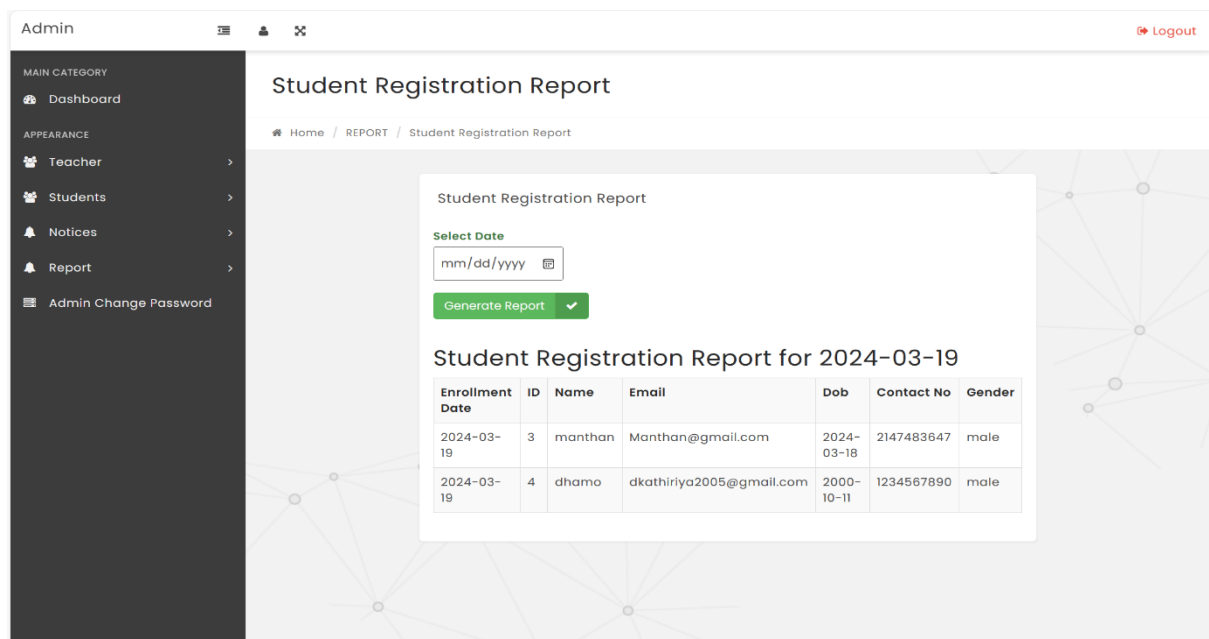 Admin
Logout
MAIN CATEGORY
Dashboard
APPEARANCE
Teacher
Students
Notices
Report
Admin Change Password
Student Registration Report
Home / REPORT / Student Registration Report
Student Registration Report
Select Date
mm/dd/yyyy
Generate Report
Student Registration Report for 2024-03-19
Enrollment ID Name Email Dob Contact No Gender
Date
2024-03- 3 manthan Manthan@gmail.com 2024- 2147483647 male
19 03-18
2024-03- 4 dhamo dkathiriya2005@gmail.com 2000- 1234567890 male
19 10-11